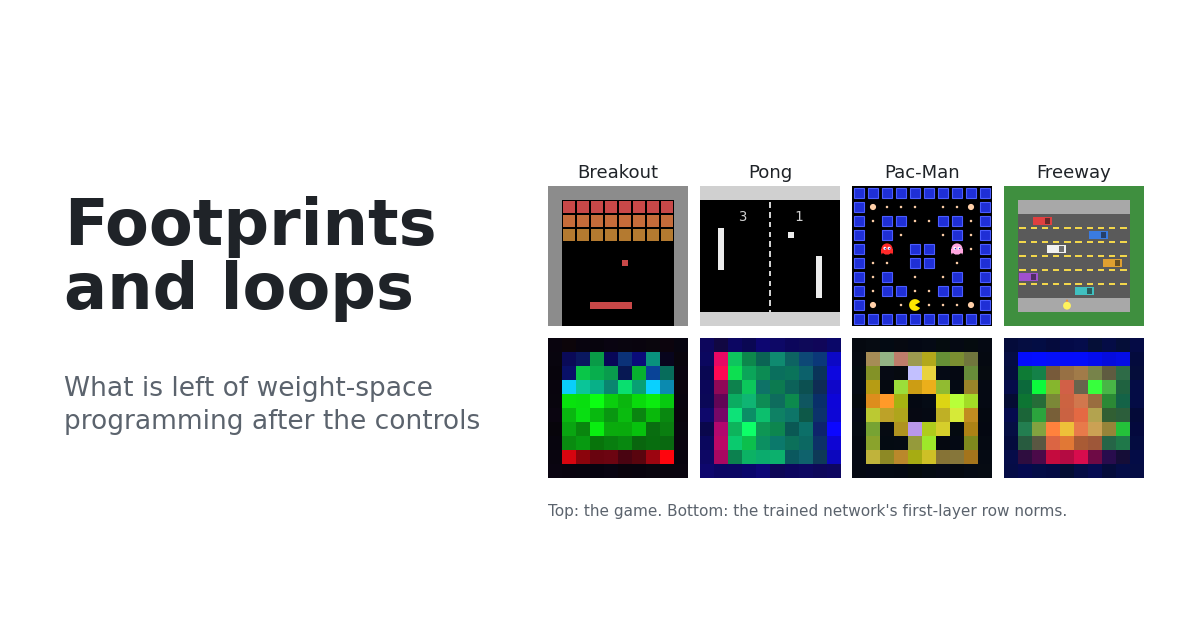 Footprints
and loops
What is left of weight-space
programming after the controls
Breakout
Pong
Pac-Man
Freeway
3
1
Top: the game. Bottom: the trained network's first-layer row norms.